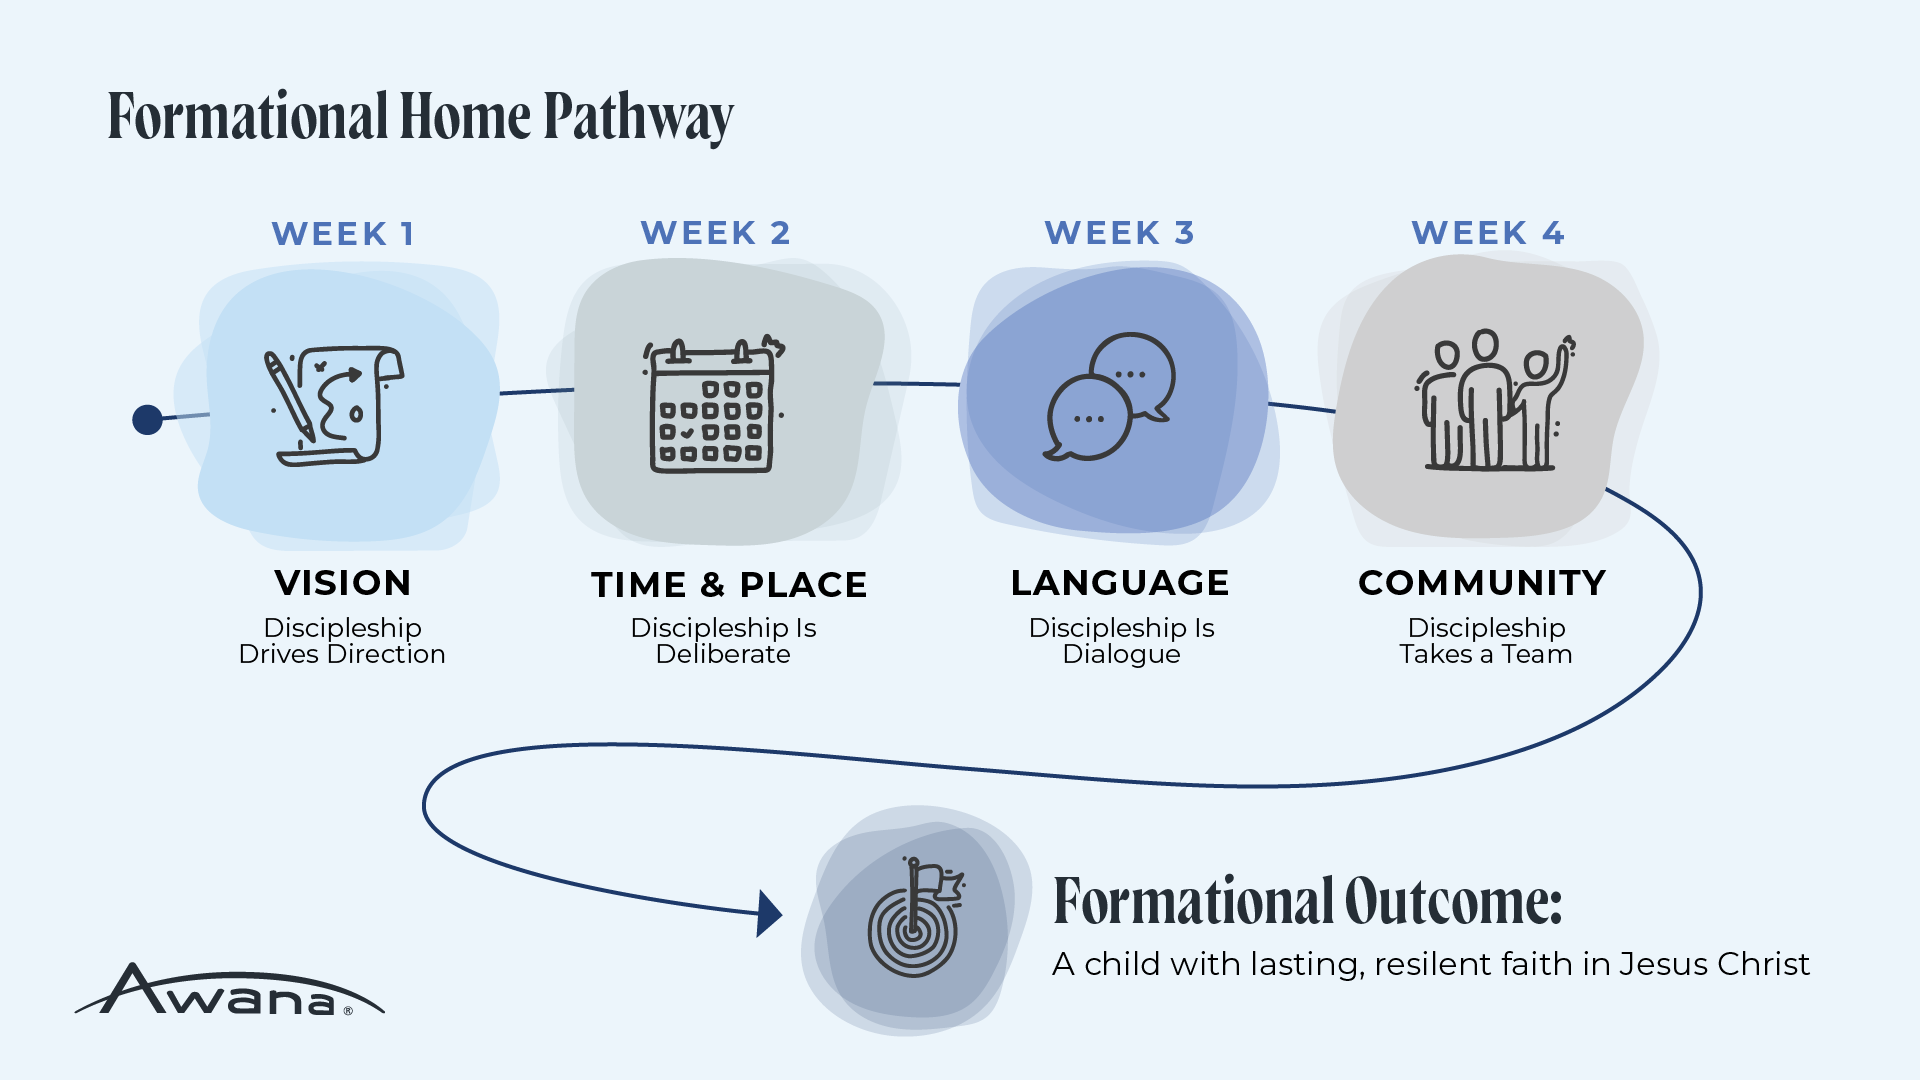 Formational Home Pathway
WEEK 1
WEEK 2
WEEK 3
WEEK 4
VISION
Discipleship
Drives Direction
TIME & PLACE
Discipleship Is
Deliberate
LANGUAGE
Discipleship Is
Dialogue
COMMUNITY
Discipleship
Takes a Team
Formational Outcome:
A child with lasting, resilent faith in Jesus Christ
Awana®